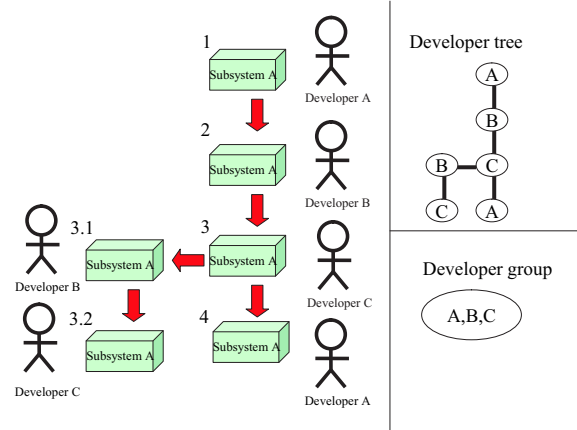 1
Subsystem A
Developer A
2
Subsystem A
Developer B
3.1
3
Subsystem A
Subsystem A
Developer B
Developer C
3.2
4
Subsystem A
Subsystem A
Developer C
Developer A
Developer tree
A
B
B
C
C
A
Developer group
A,B,C